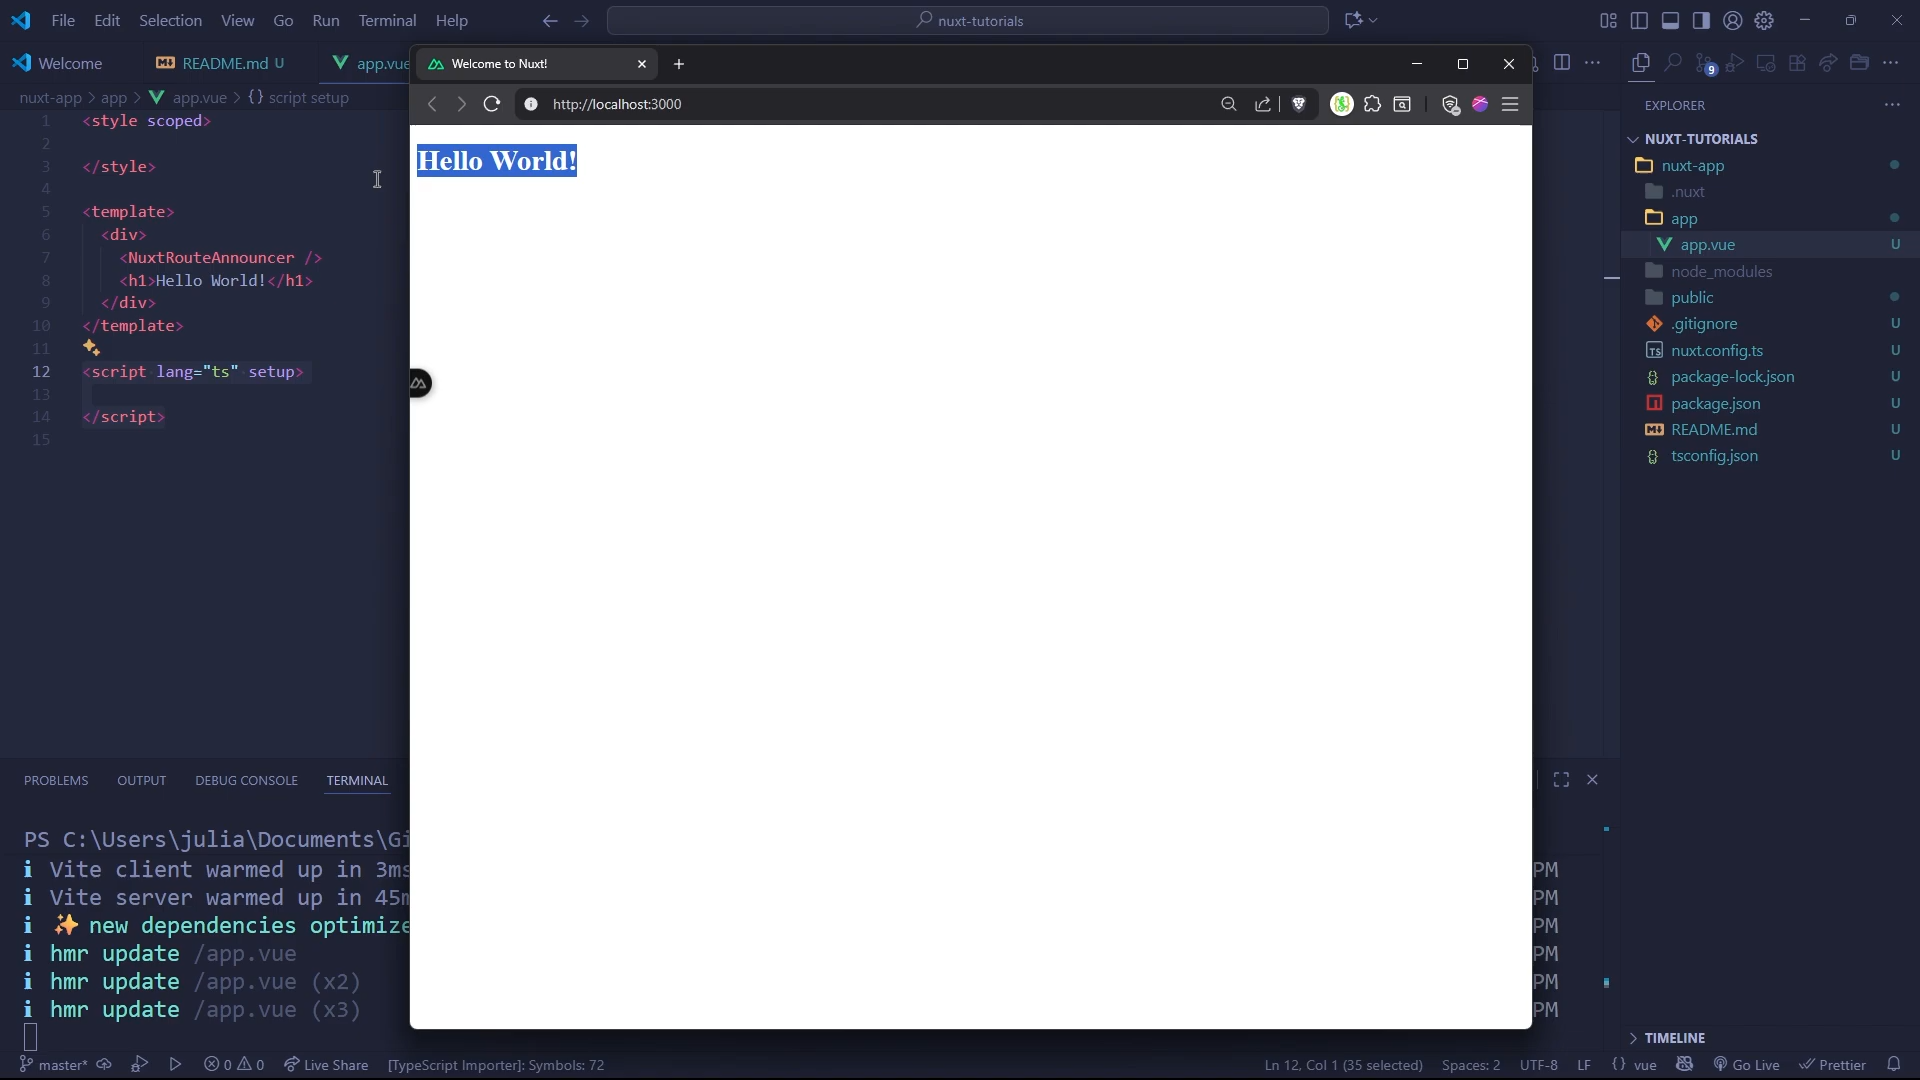 File Edit Selection View Go Run Terminal Help
nuxt-tutorials
Welcome
README.md U
app.vue
nuxt-app > app > app.vue > {} script setup
1 <style scoped>
2
3 </style>
4
5 <template>
6 <div>
7 <NuxtRouteAnnouncer />
8 <h1>Hello World!</h1>
9 </div>
10 </template>
11
12 <script lang="ts" setup>
13
14 </script>
15
Welcome to Nuxt!
http://localhost:3000
Hello World!
9
EXPLORER
NUXT-TUTORIALS
nuxt-app
.nuxt
app
app.vue U
node_modules
public
.gitignore U
nuxt.config.ts U
package-lock.json U
package.json U
README.md U
tsconfig.json U
TIMELINE
PROBLEMS OUTPUT DEBUG CONSOLE TERMINAL
PS C:\Users\julia\Documents\Gi
i Vite client warmed up in 3ms PM
i Vite server warmed up in 45m PM
i ✨ new dependencies optimize PM
i hmr update /app.vue PM
i hmr update /app.vue (x2) PM
i hmr update /app.vue (x3) PM
master* 0 0 Live Share [TypeScript Importer]: Symbols: 72 Ln 12, Col 1 (35 selected) Spaces: 2 UTF-8 LF {} vue Go Live Prettier